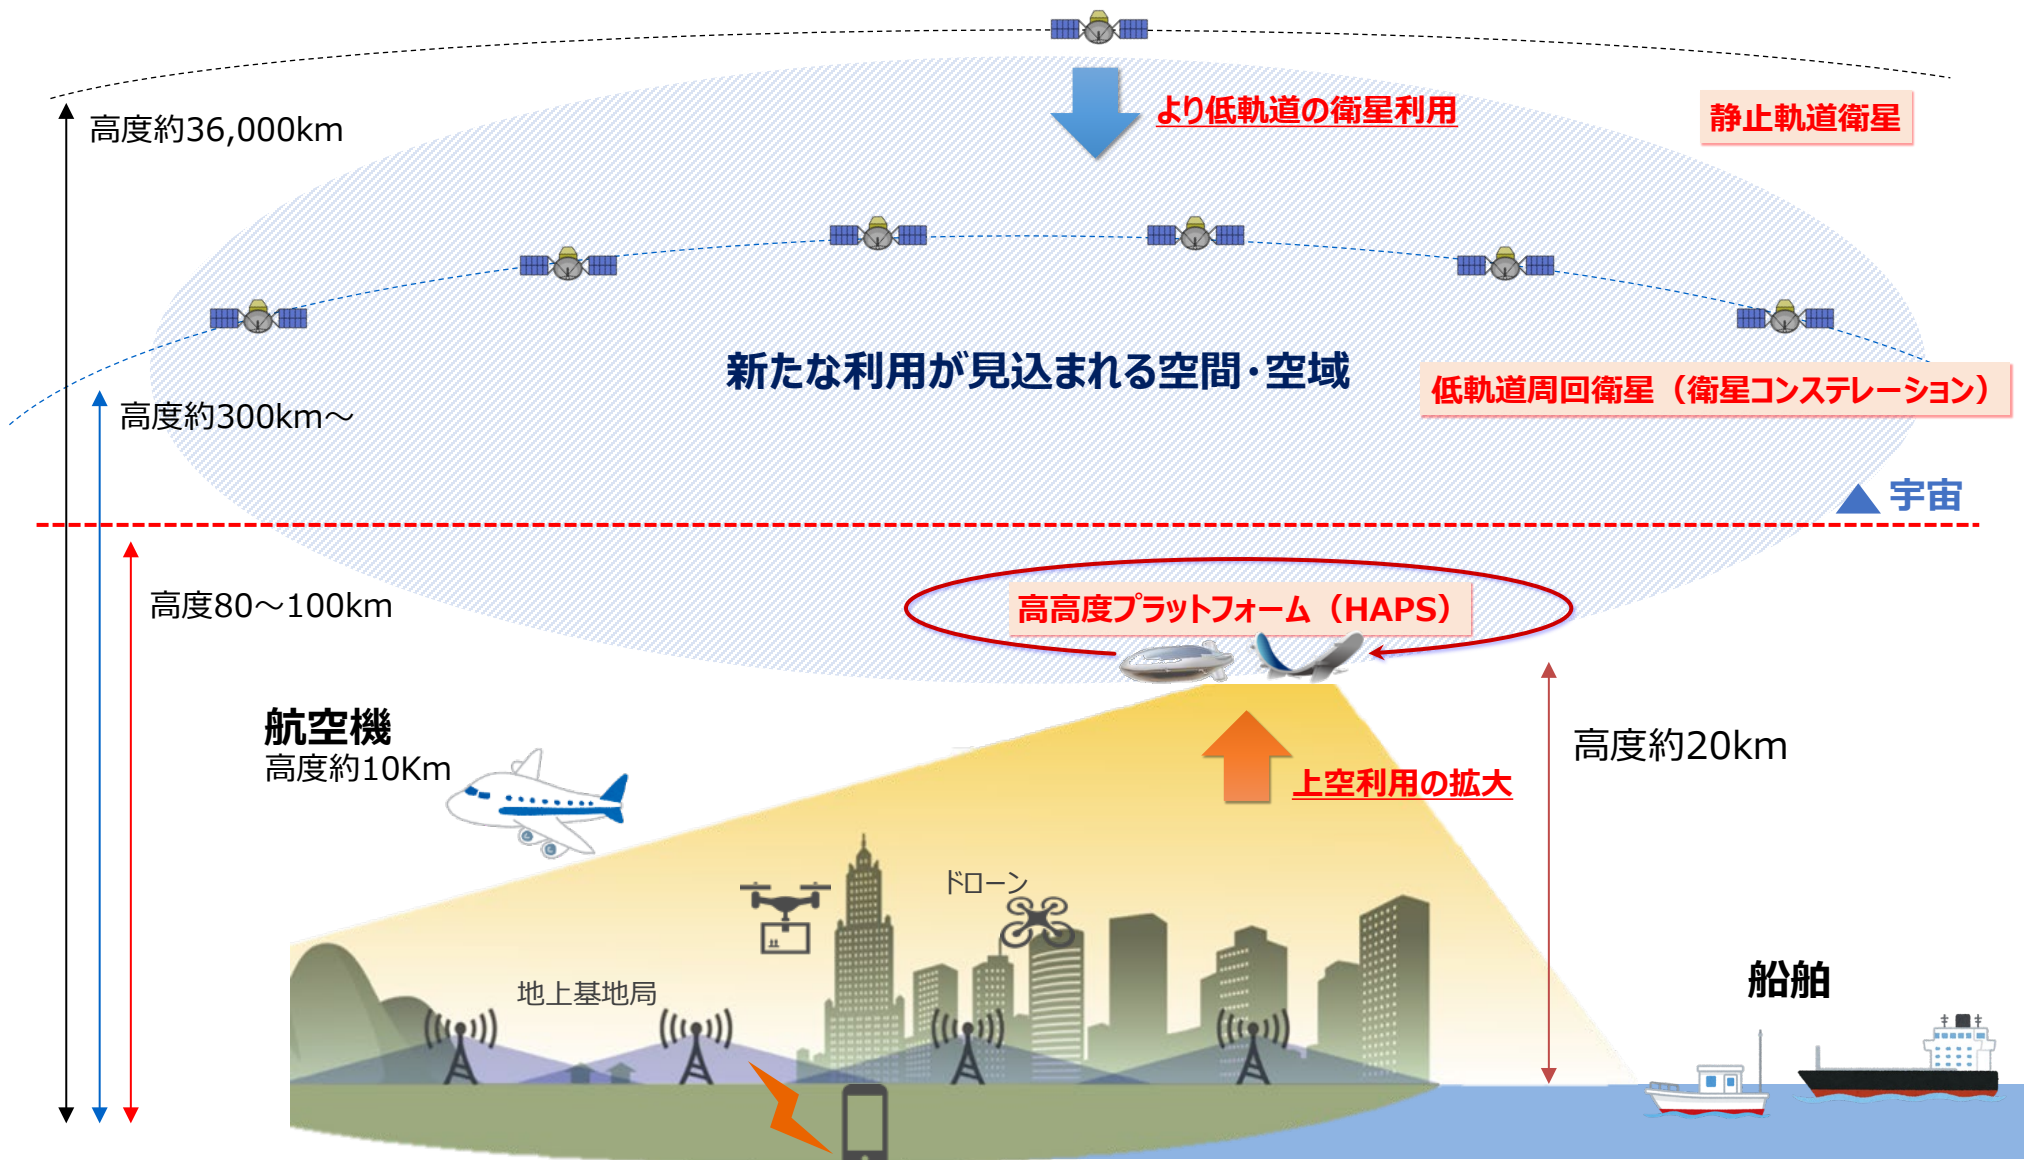 より低軌道の衛星利用
静止軌道衛星
高度約36,000km
新たな利用が見込まれる空間・空域
低軌道周回衛星（衛星コンステレーション）
高度約300km～
宇宙
高度80～100km
高高度プラットフォーム（HAPS）
航空機
高度約10Km
高度約20km
上空利用の拡大
ドローン
地上基地局
船舶